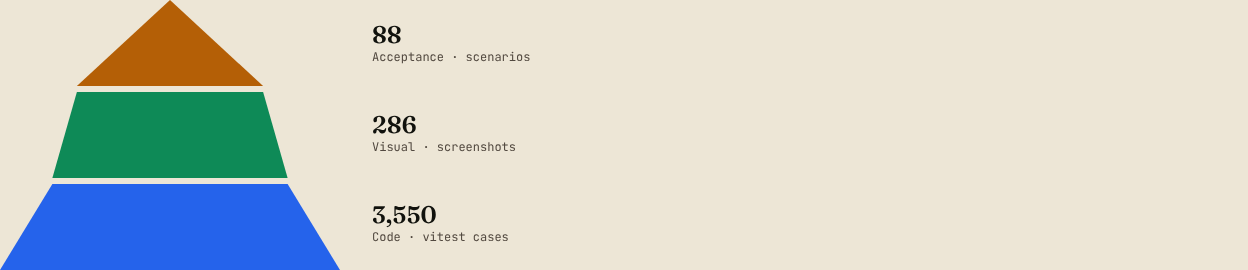 88
Acceptance · scenarios
286
Visual · screenshots
3,550
Code · vitest cases